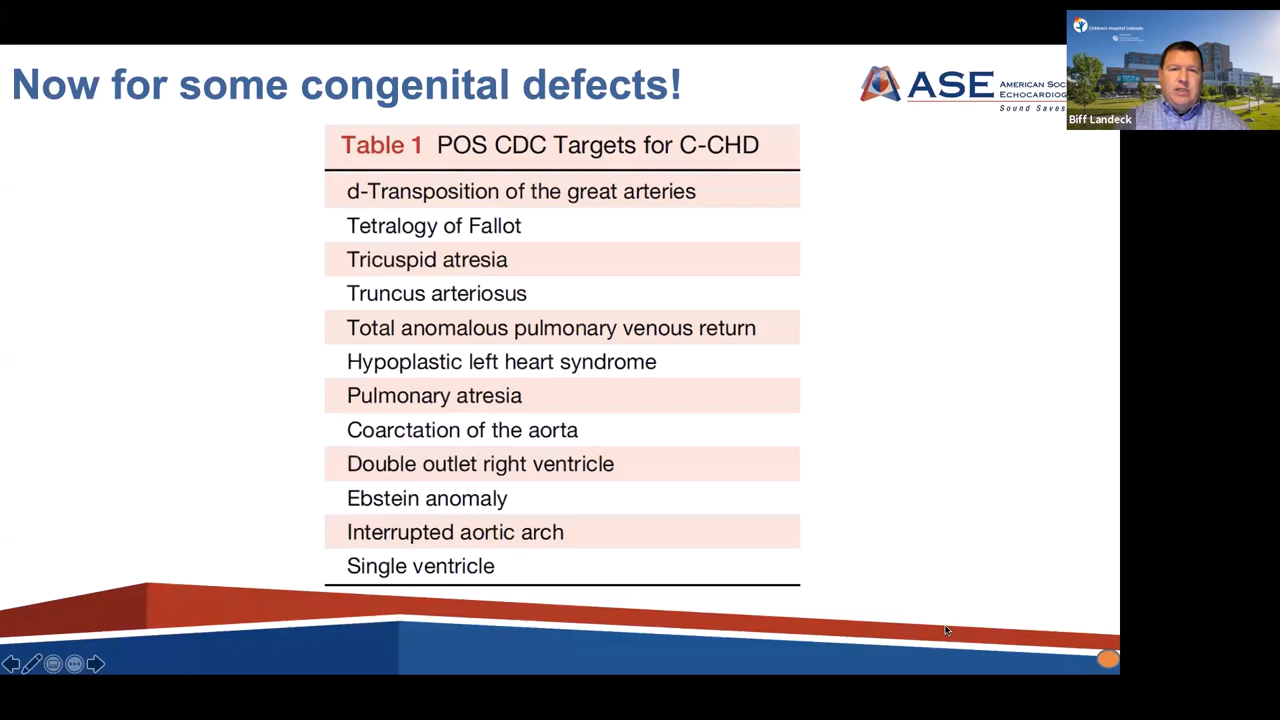 Now for some congenital defects!
ASE
AMERICAN SOC
ECHOCARDIOG
Sound Saves
Children's Hospital Colorado
Biff Landeck
Table 1 POS CDC Targets for C-CHD
d-Transposition of the great arteries
Tetralogy of Fallot
Tricuspid atresia
Truncus arteriosus
Total anomalous pulmonary venous return
Hypoplastic left heart syndrome
Pulmonary atresia
Coarctation of the aorta
Double outlet right ventricle
Ebstein anomaly
Interrupted aortic arch
Single ventricle